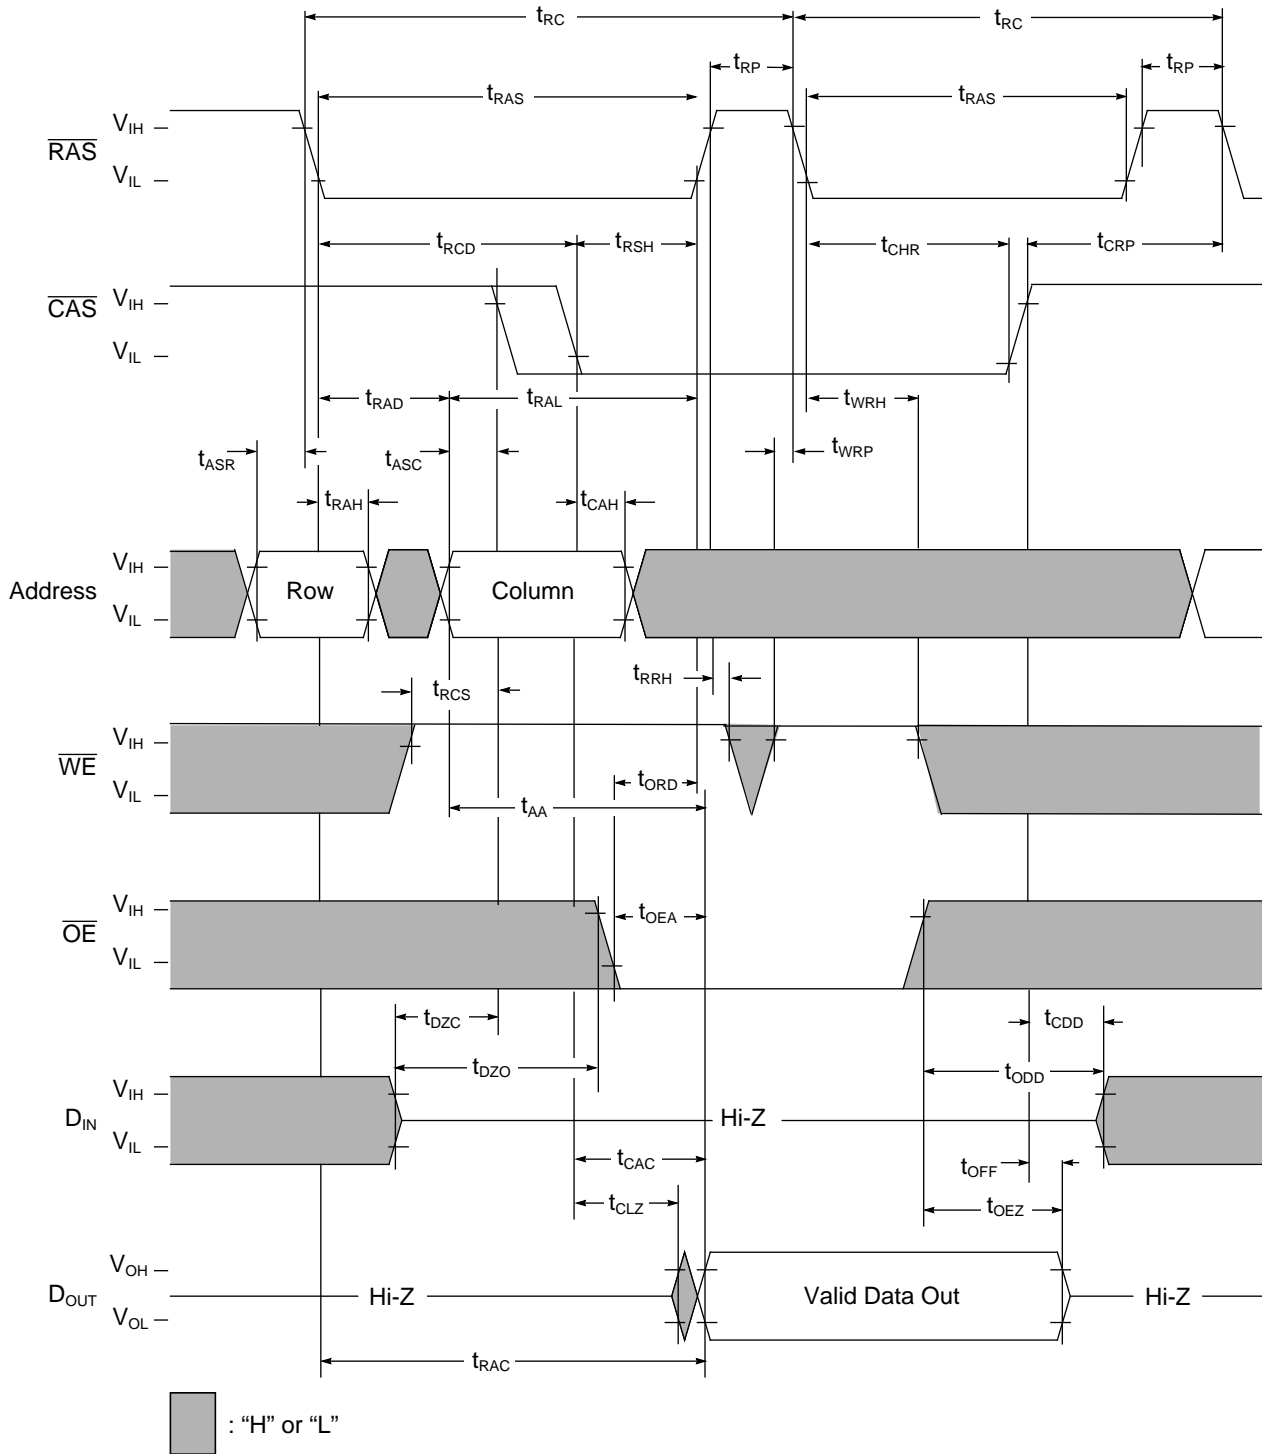 tRC tRC
tRP tRP
tRAS tRAS
VIH
RAS
VIL
tRCD tRSH tCHR tCRP
VIH
CAS
VIL
tRAD tRAL tWRH
tASR tASC tWRP
tRAH tCAH
VIH
Address Row Column
VIL
tRRH
tRCS
VIH
WE
VIL
tORD
tAA
VIH
tOEA
OE
VIL
tDZC tCDD
tDZO tODD
VIH
DIN Hi-Z
VIL
tCAC tOFF
tCLZ tOEZ
VOH
DOUT Hi-Z Valid Data Out Hi-Z
VOL
tRAC
: “H” or “L”